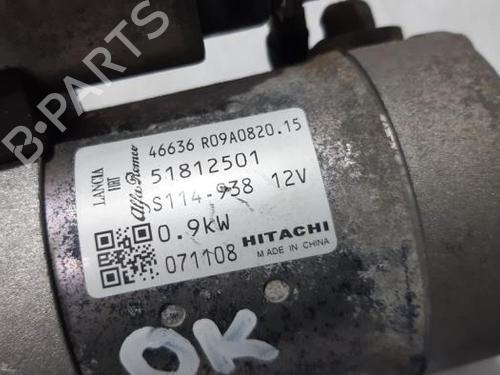 B-PARTS
LANCIA
FIAT
Alfa Romeo
46636 R09A0820.15
51812501
S114-938 12V
0.9kW
071108 HITACHI
MADE IN CHINA
OK